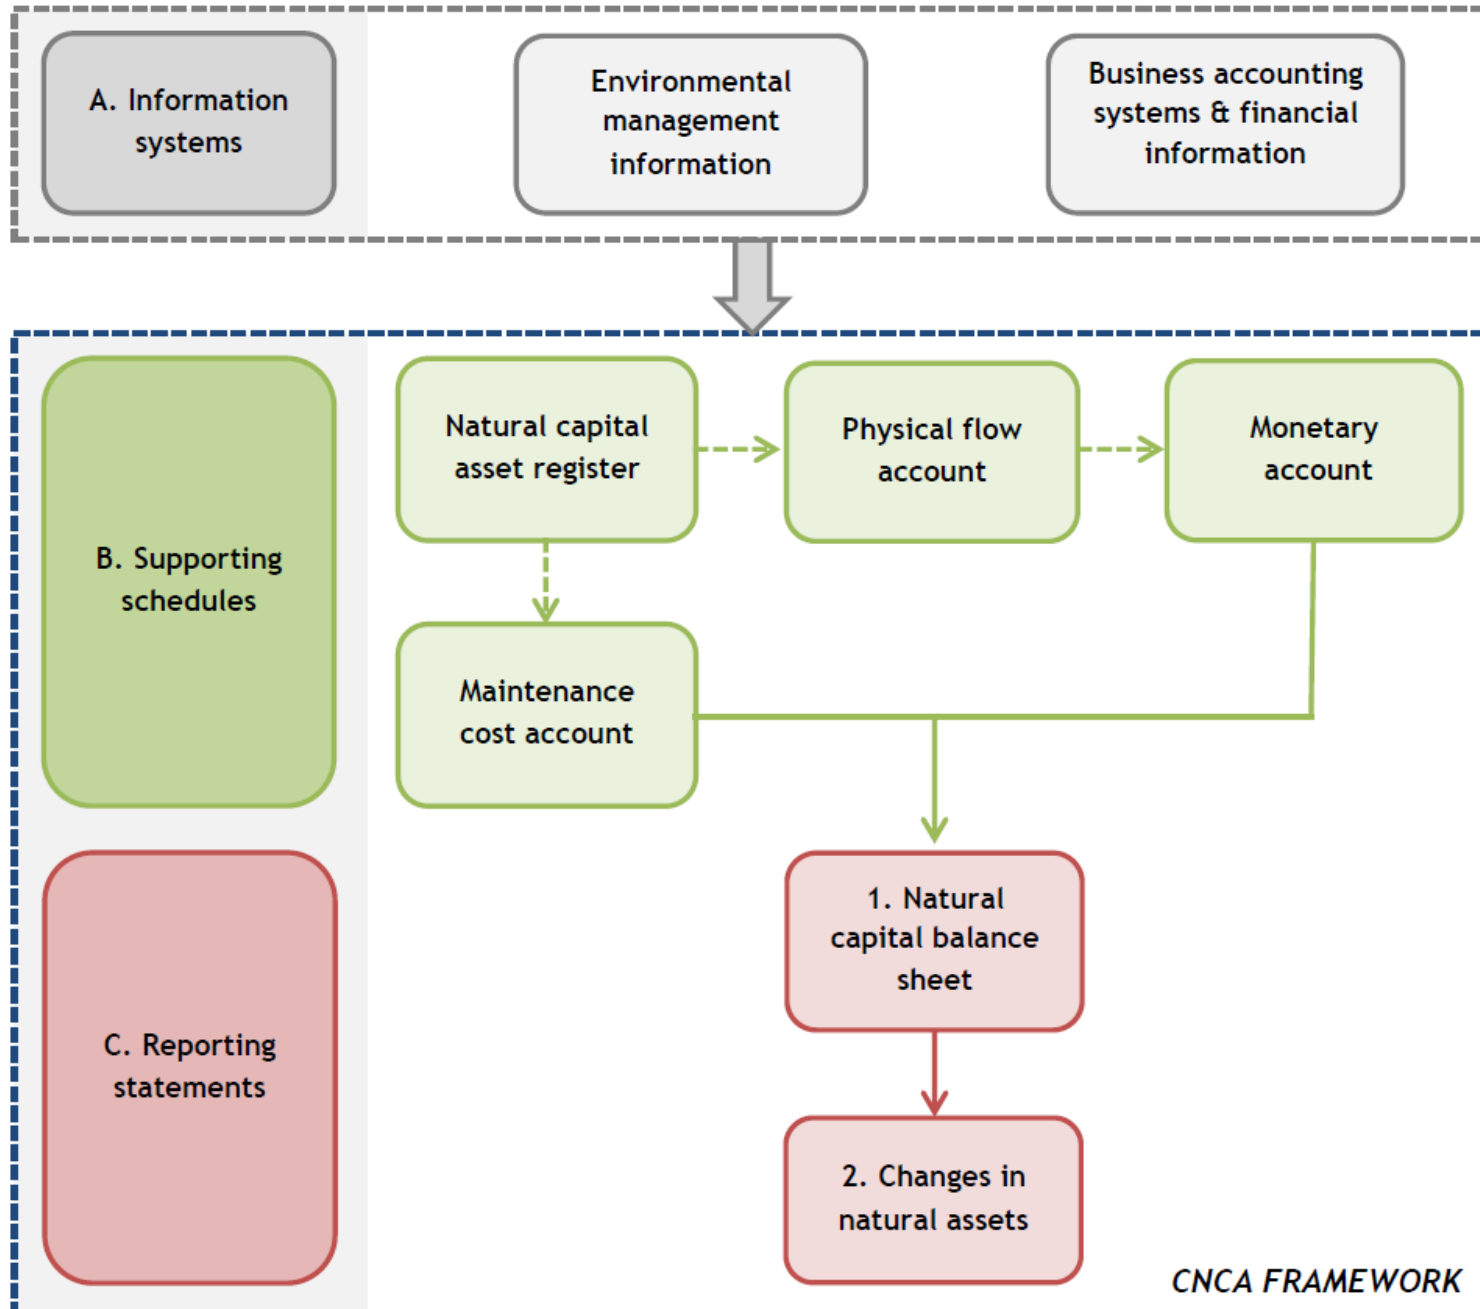 A. Information
systems
Environmental
management
information
Business accounting
systems & financial
information
B. Supporting
schedules
Natural capital
asset register
Physical flow
account
Monetary
account
Maintenance
cost account
C. Reporting
statements
1. Natural
capital balance
sheet
2. Changes in
natural assets
CNCA FRAMEWORK